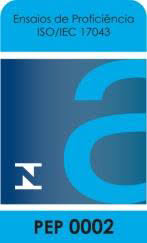 Ensaios de Proficiência
ISO/IEC 17043
a
PEP 0002